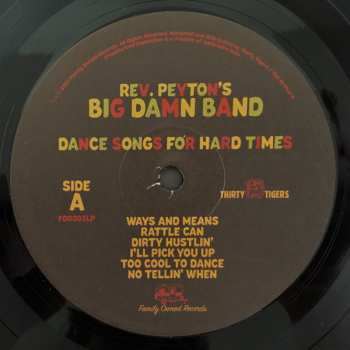 REV. PEYTON'S
BIG DAMN BAND
DANCE SONGS FOR HARD TIMES
SIDE
A
THIRTY TIGERS
WAYS AND MEANS
RATTLE CAN
DIRTY HUSTLIN'
I'LL PICK YOU UP
TOO COOL TO DANCE
NO TELLIN' WHEN
Family Owned Records